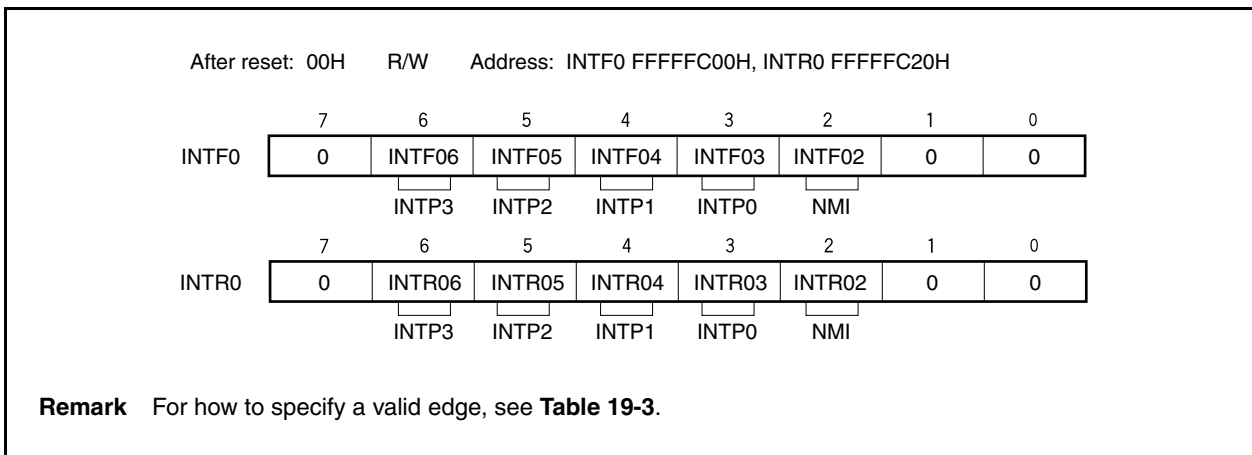 After reset: 00H R/W Address: INTF0 FFFFFC00H, INTR0 FFFFFC20H
7 6 5 4 3 2 1 0
INTF0 0 INTF06 INTF05 INTF04 INTF03 INTF02 0 0
INTP3 INTP2 INTP1 INTP0 NMI
7 6 5 4 3 2 1 0
INTR0 0 INTR06 INTR05 INTR04 INTR03 INTR02 0 0
INTP3 INTP2 INTP1 INTP0 NMI
Remark For how to specify a valid edge, see Table 19-3.